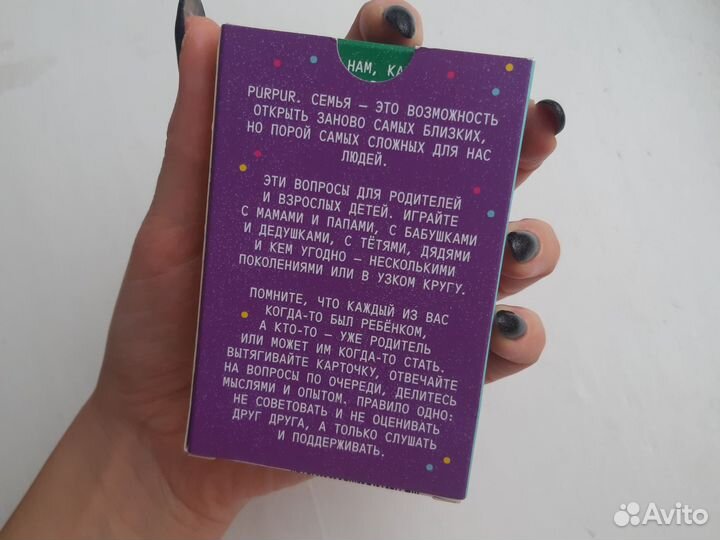 НАМ, КА
PURPUR. СЕМЬЯ — ЭТО ВОЗМОЖНОСТЬ
ОТКРЫТЬ ЗАНОВО САМЫХ БЛИЗКИХ,
НО ПОРОЙ САМЫХ СЛОЖНЫХ ДЛЯ НАС
ЛЮДЕЙ.
ЭТИ ВОПРОСЫ ДЛЯ РОДИТЕЛЕЙ
И ВЗРОСЛЫХ ДЕТЕЙ. ИГРАЙТЕ
С МАМАМИ И ПАПАМИ, С БАБУШКАМИ
И ДЕДУШКАМИ, С ТЁТЯМИ, ДЯДЯМИ
И КЕМ УГОДНО — НЕСКОЛЬКИМИ
ПОКОЛЕНИЯМИ ИЛИ В УЗКОМ КРУГУ.
ПОМНИТЕ, ЧТО КАЖДЫЙ ИЗ ВАС
КОГДА-ТО БЫЛ РЕБЁНКОМ,
А КТО-ТО — УЖЕ РОДИТЕЛЬ
ИЛИ МОЖЕТ ИМ КОГДА-ТО СТАТЬ.
ВЫТЯГИВАЙТЕ КАРТОЧКУ, ОТВЕЧАЙТЕ
НА ВОПРОСЫ ПО ОЧЕРЕДИ, ДЕЛИТЕСЬ
МЫСЛЯМИ И ОПЫТОМ. ПРАВИЛО ОДНО:
НЕ СОВЕТОВАТЬ И НЕ ОЦЕНИВАТЬ
ДРУГ ДРУГА, А ТОЛЬКО СЛУШАТЬ
И ПОДДЕРЖИВАТЬ.
Avito